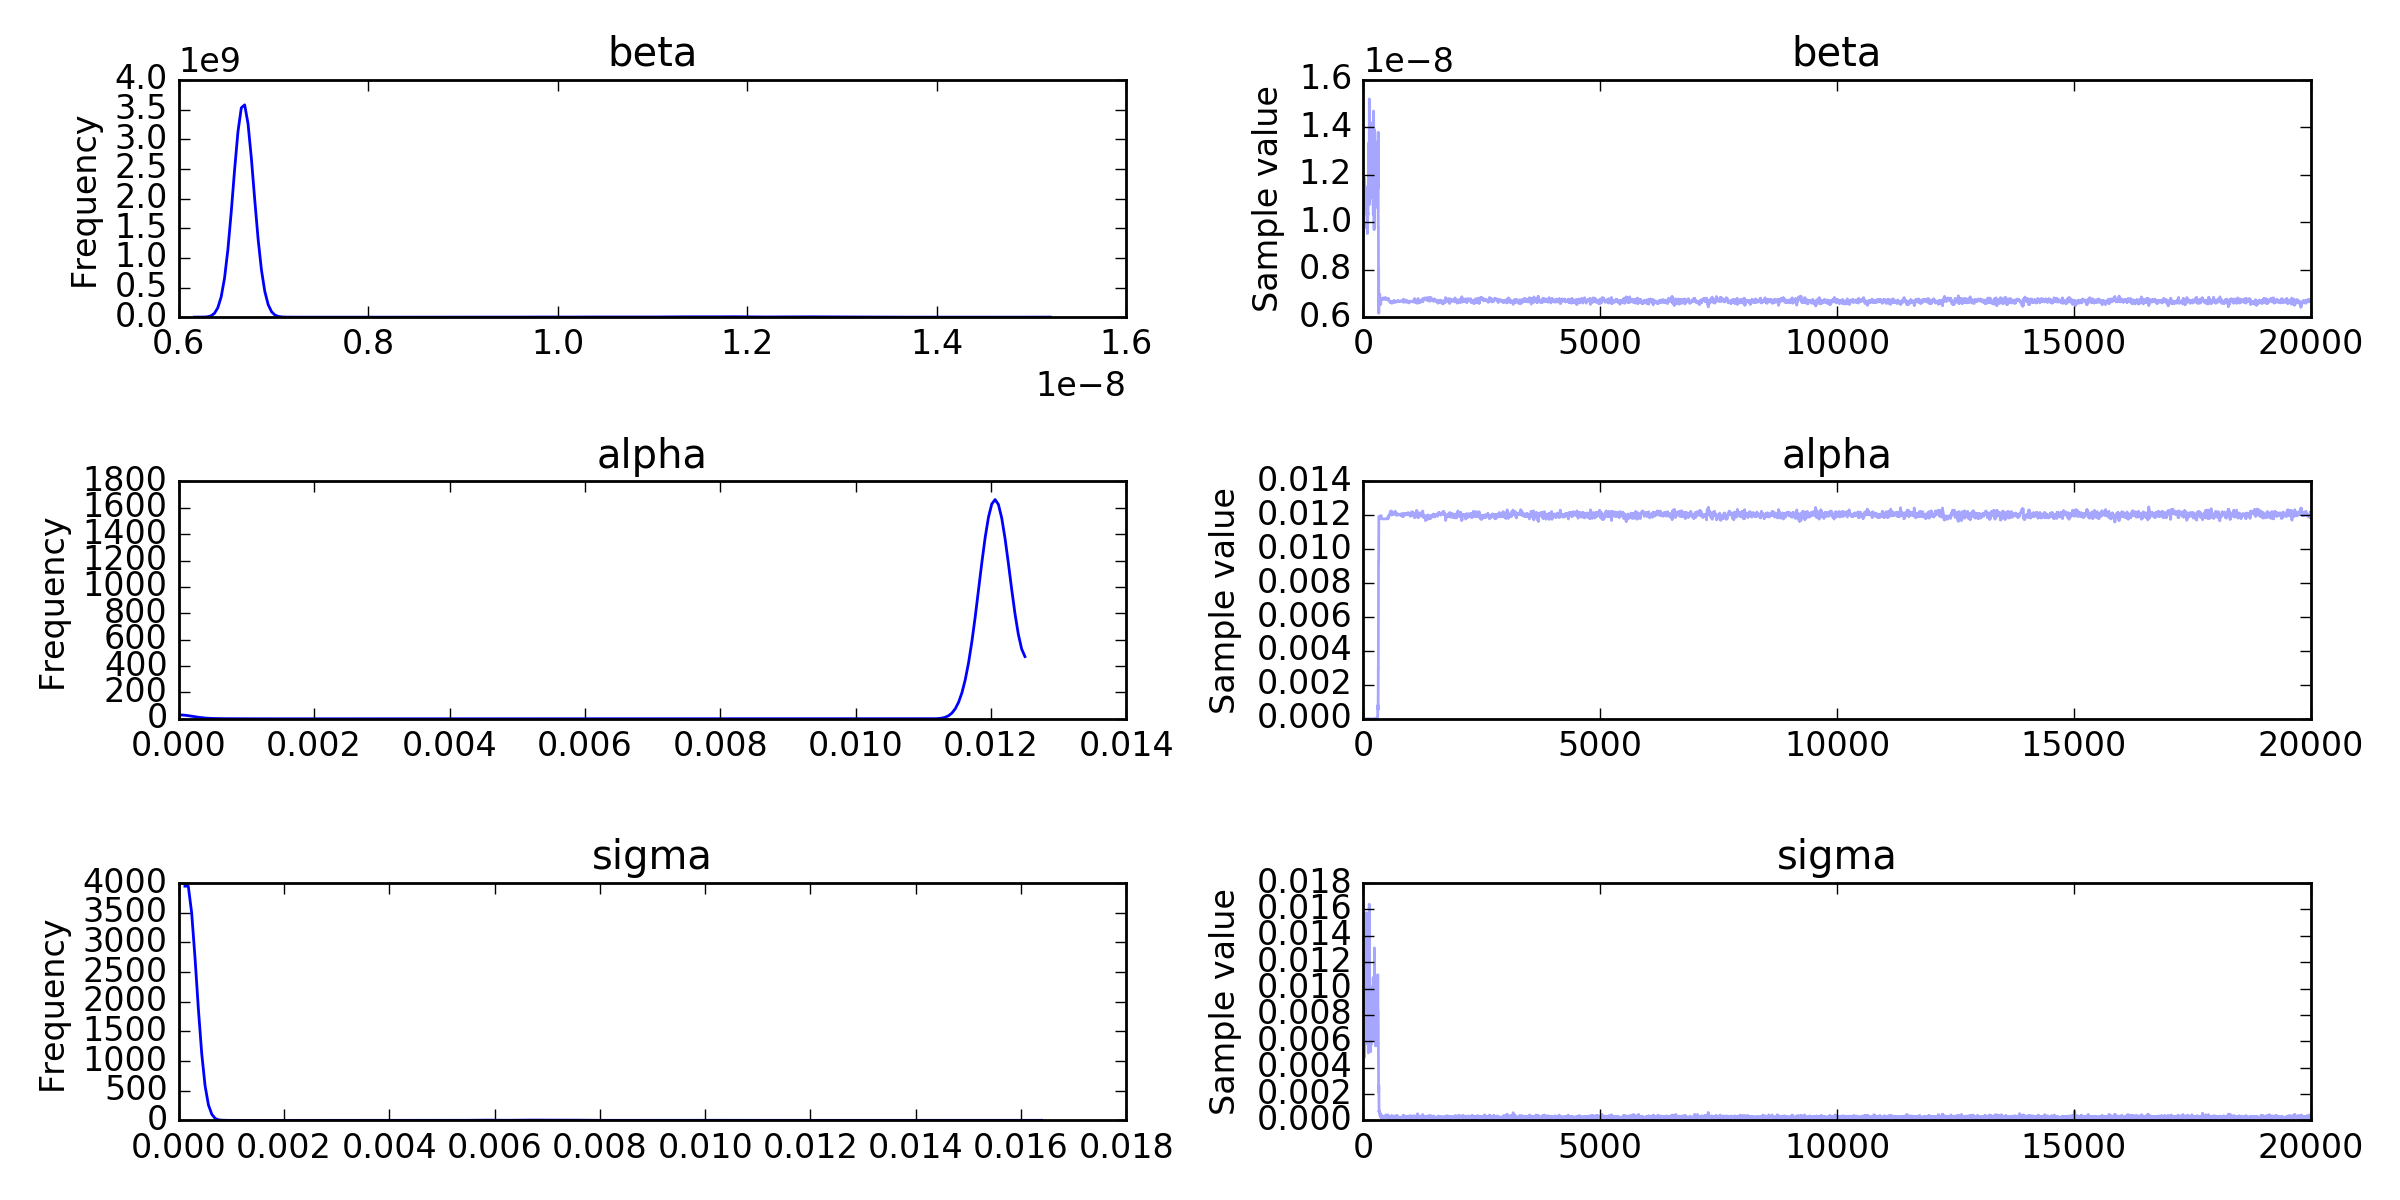 beta
1e9
Frequency
4.0
3.5
3.0
2.5
2.0
1.5
1.0
0.5
0.0
0.6 0.8 1.0 1.2 1.4 1.6
1e−8
beta
1e−8
Sample value
1.6
1.4
1.2
1.0
0.8
0.6
0 5000 10000 15000 20000
alpha
Frequency
1800
1600
1400
1200
1000
800
600
400
200
0
0.000 0.002 0.004 0.006 0.008 0.010 0.012 0.014
alpha
Sample value
0.014
0.012
0.010
0.008
0.006
0.004
0.002
0.000
0 5000 10000 15000 20000
sigma
Frequency
4000
3500
3000
2500
2000
1500
1000
500
0
0.000 0.002 0.004 0.006 0.008 0.010 0.012 0.014 0.016 0.018
sigma
Sample value
0.018
0.016
0.014
0.012
0.010
0.008
0.006
0.004
0.002
0.000
0 5000 10000 15000 20000